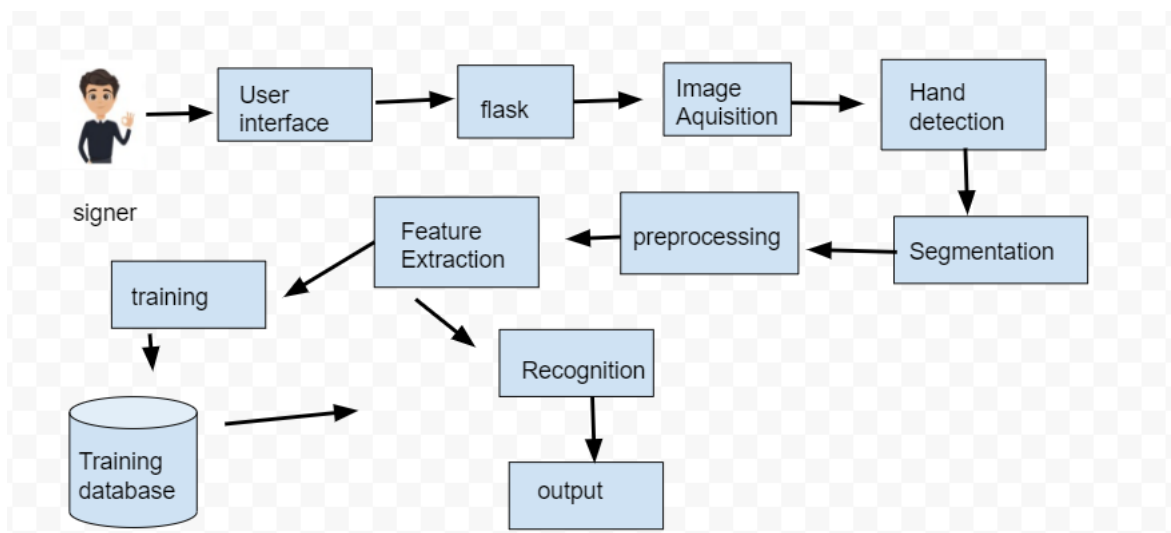 User
interface
flask
Image
Aquisition
Hand
detection
signer
Feature
Extraction
preprocessing
Segmentation
training
Recognition
Training
database
output